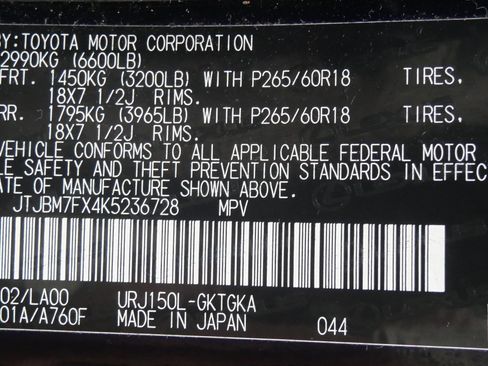 BY:TOYOTA MOTOR CORPORATION
2990KG (6600LB)
FRT. 1450KG (3200LB) WITH P265/60R18 TIRES.
18X7 1/2J RIMS.
RR. 1795KG (3965LB) WITH P265/60R18 TIRES.
18X7 1/2J RIMS.
VEHICLE CONFORMS TO ALL APPLICABLE FEDERAL MOTOR
LE SAFETY AND THEFT PREVENTION STANDARDS IN EFFEC
ATE OF MANUFACTURE SHOWN ABOVE.
JTJBM7FX4K5236728 MPV
02/LA00 URJ150L-GKTGKA
01A/A760F MADE IN JAPAN 044